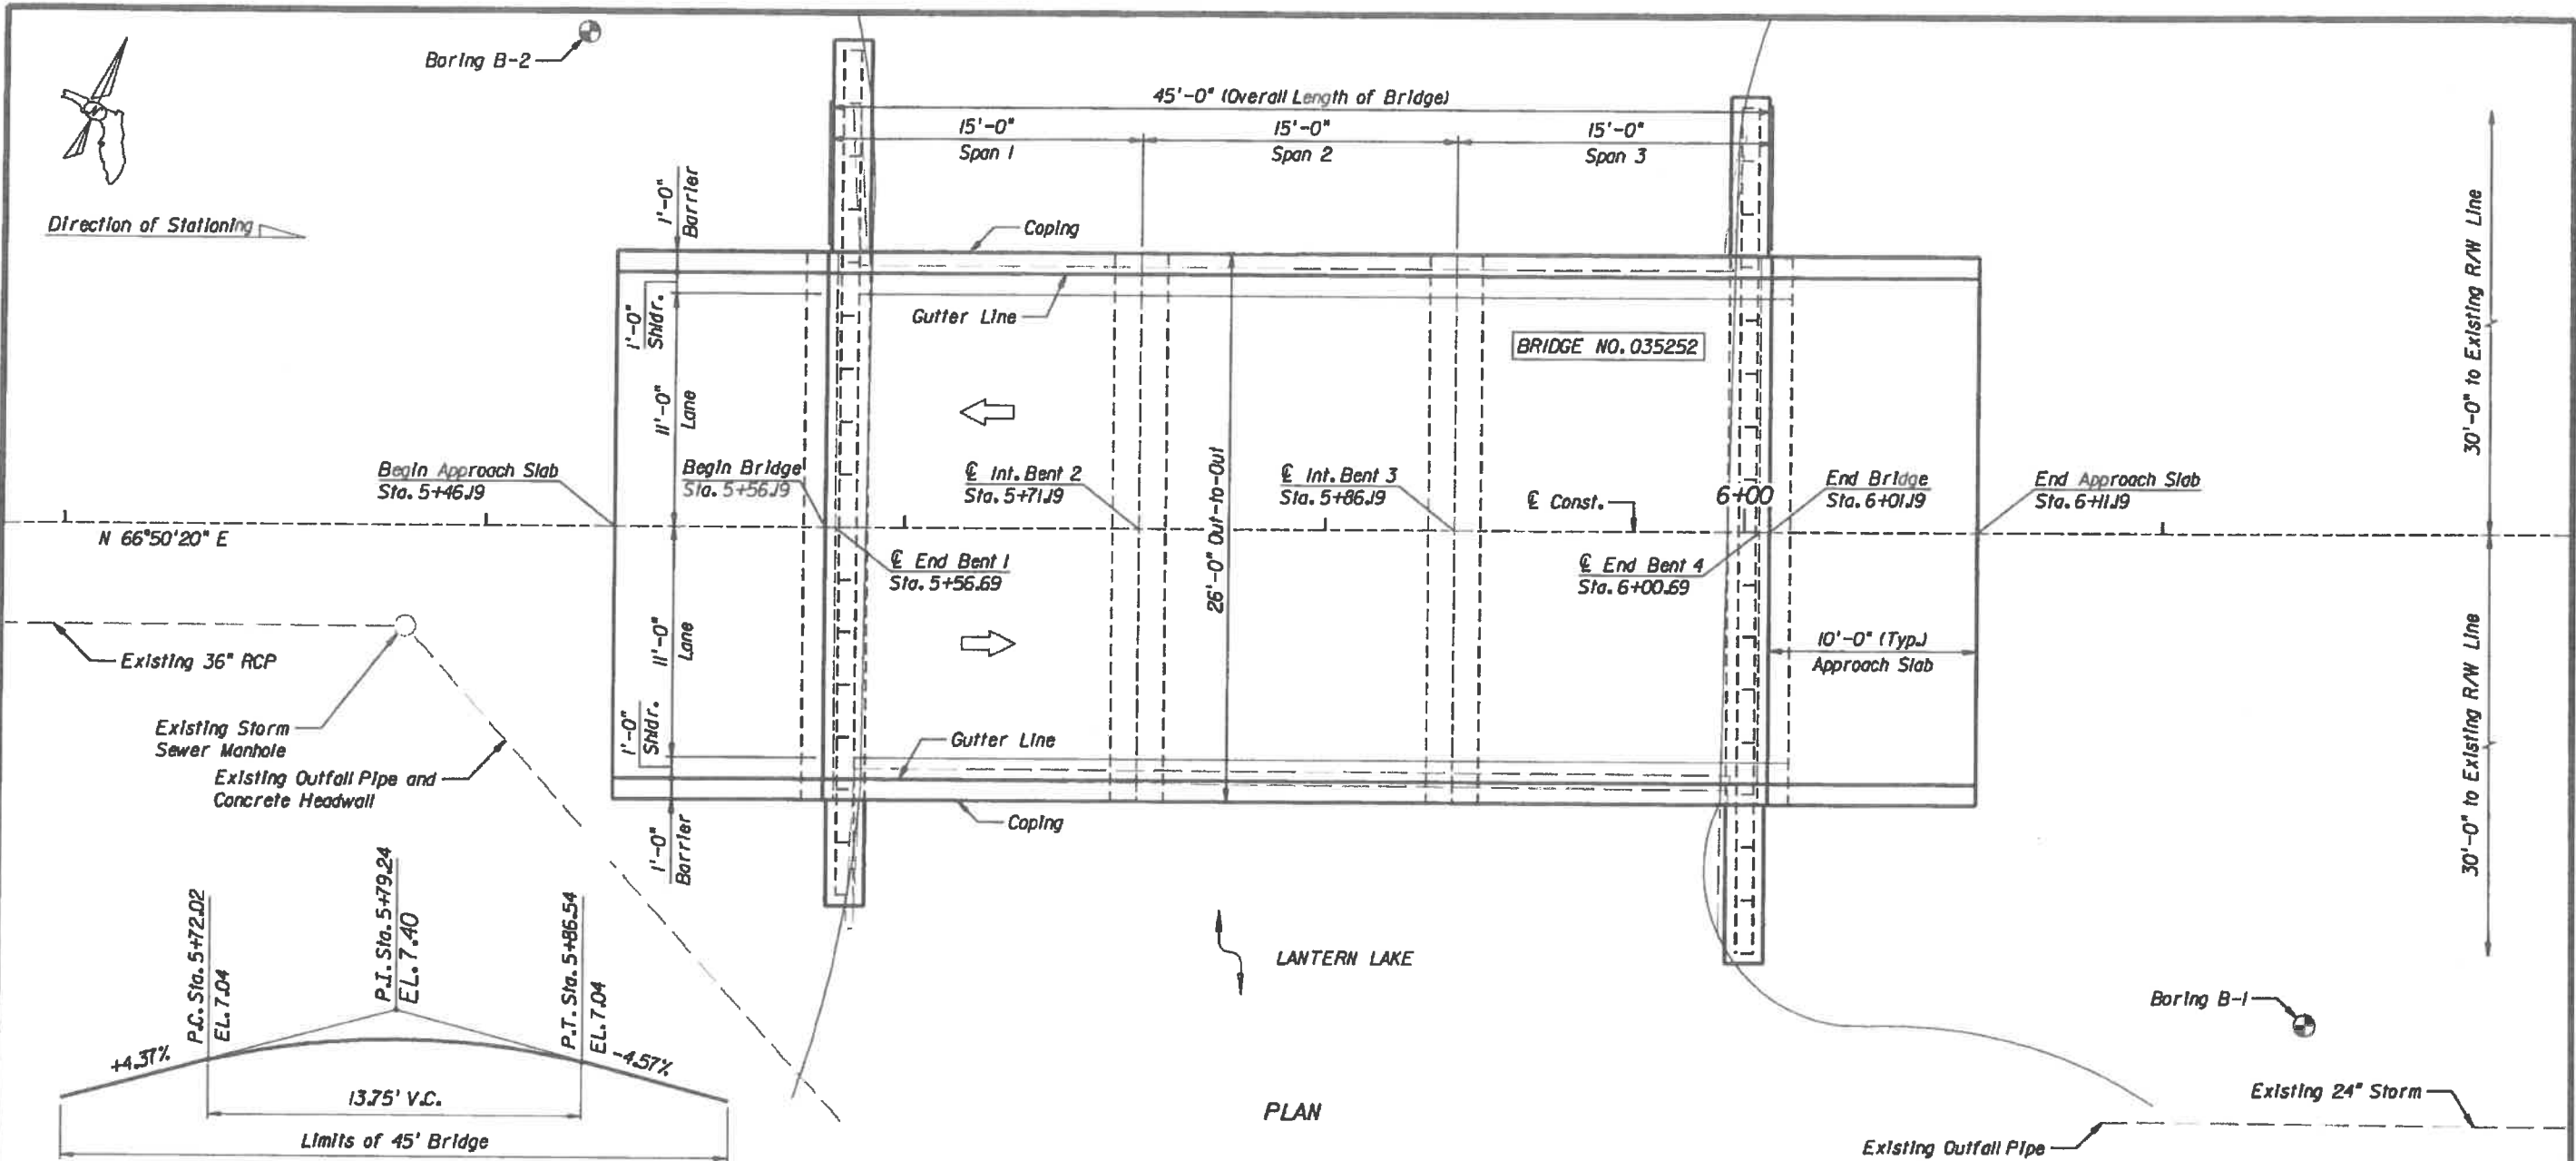 Boring B-2
45'-0" (Overall Length of Bridge)
15'-0"
Span 1
15'-0"
Span 2
15'-0"
Span 3
Direction of Stationing
1'-0"
Barrier
Coping
1'-0"
Shldr.
Gutter Line
BRIDGE NO. 035252
30'-0" to Existing R/W Line
11'-0"
Lane
26'-0" Out-to-Out
Begin Approach Slab
Sta. 5+46.19
Begin Bridge
Sta. 5+56.19
℄ Int. Bent 2
Sta. 5+71.19
℄ Int. Bent 3
Sta. 5+86.19
℄ Const.
6+00
End Bridge
Sta. 6+01.19
End Approach Slab
Sta. 6+11.19
N 66°50'20" E
℄ End Bent 1
Sta. 5+56.69
℄ End Bent 4
Sta. 6+00.69
Existing 36" RCP
11'-0"
Lane
10'-0" (Typ.)
Approach Slab
30'-0" to Existing R/W Line
Existing Storm
Sewer Manhole
1'-0"
Shldr.
Gutter Line
Existing Outfall Pipe and
Concrete Headwall
Coping
1'-0"
Barrier
P.C. Sta. 5+72.02
EL. 7.04
P.I. Sta. 5+79.24
EL. 7.40
P.T. Sta. 5+86.54
EL. 7.04
+4.37%
-4.57%
13.75' V.C.
Limits of 45' Bridge
LANTERN LAKE
Boring B-1
PLAN
Existing 24" Storm
Existing Outfall Pipe